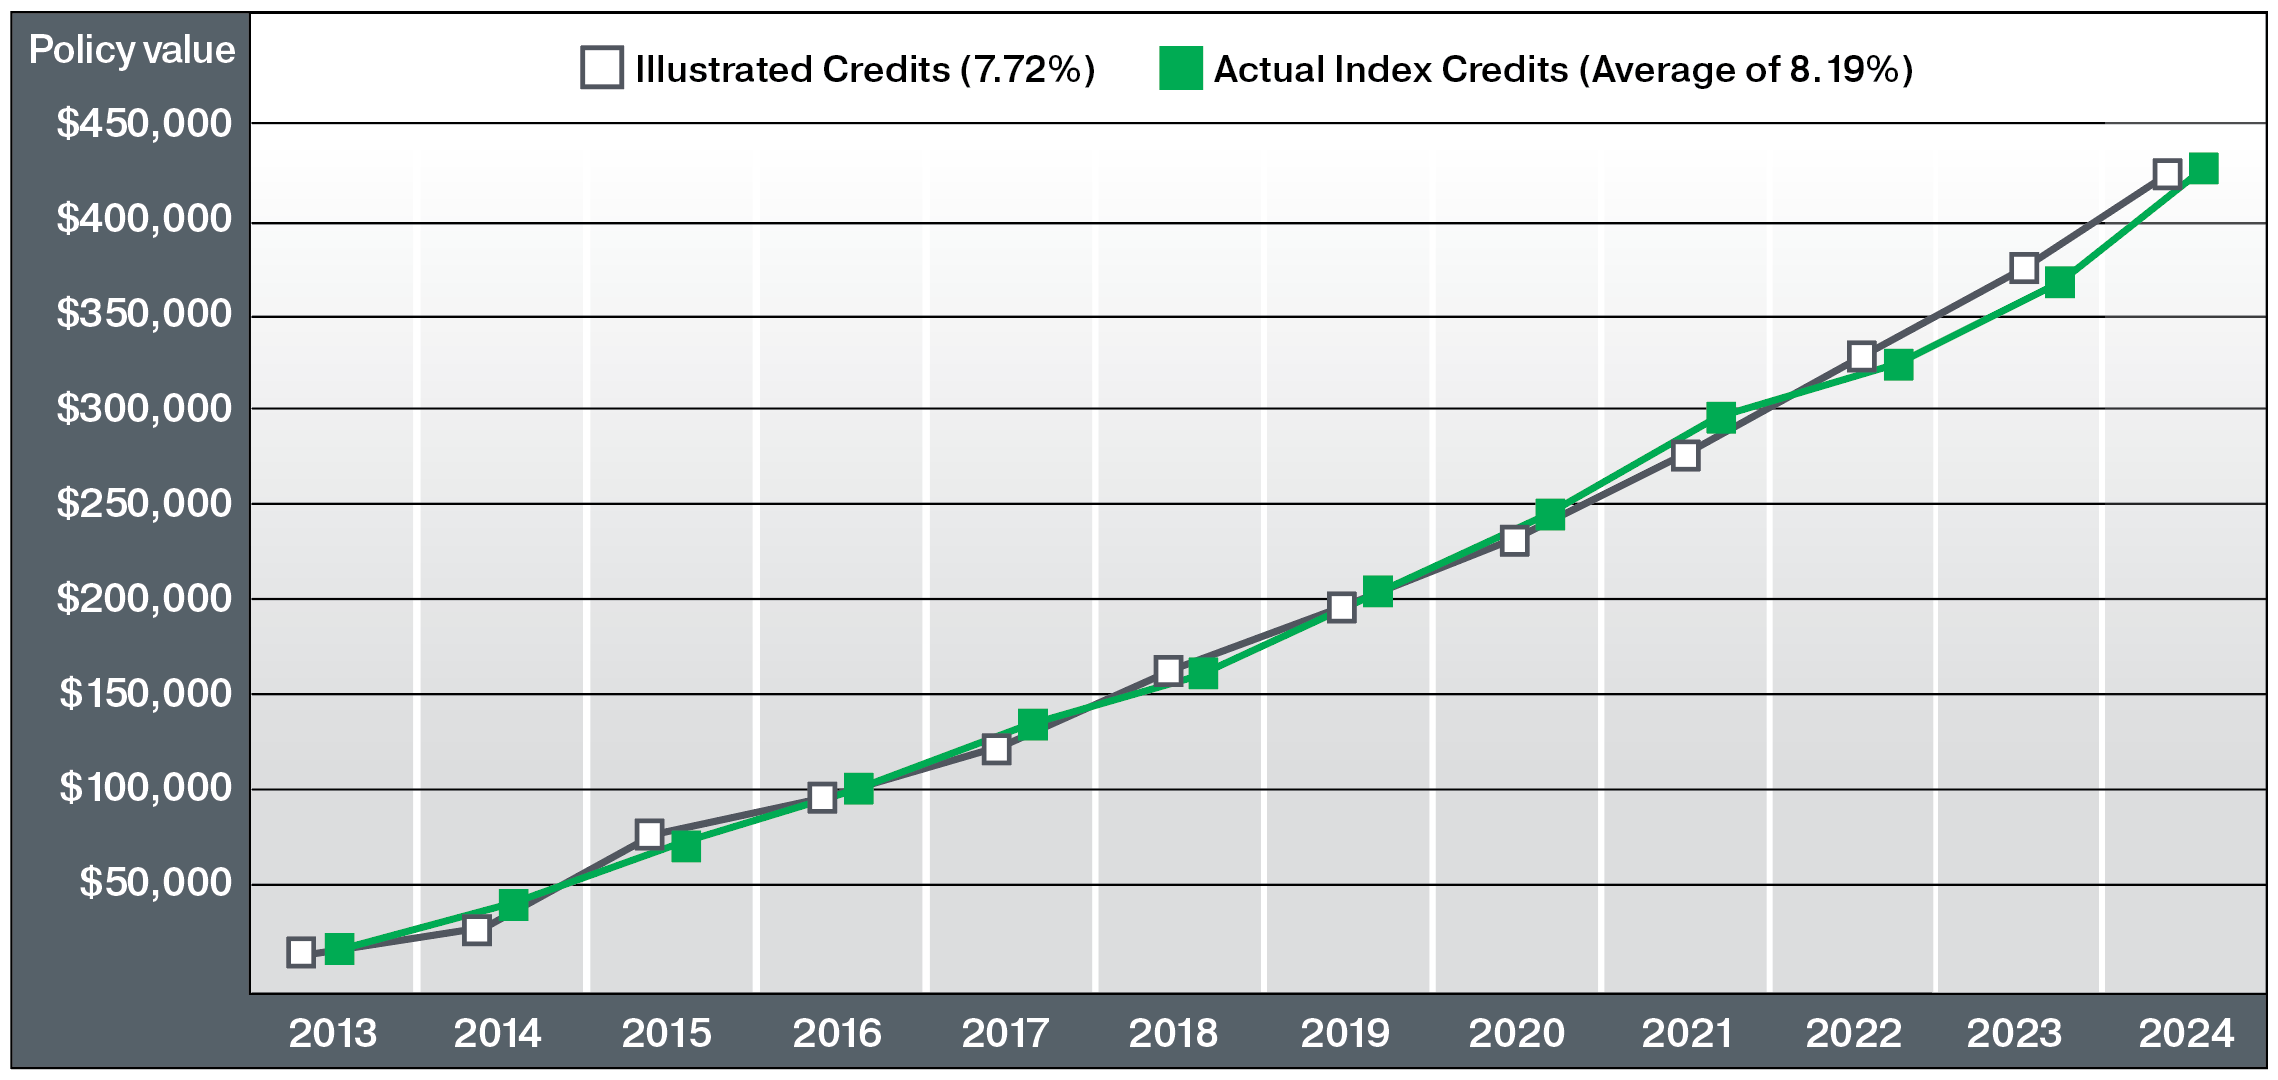 Policy value
Illustrated Credits (7.72%)
Actual Index Credits (Average of 8.19%)
$450,000
$400,000
$350,000
$300,000
$250,000
$200,000
$150,000
$100,000
$50,000
2013 2014 2015 2016 2017 2018 2019 2020 2021 2022 2023 2024